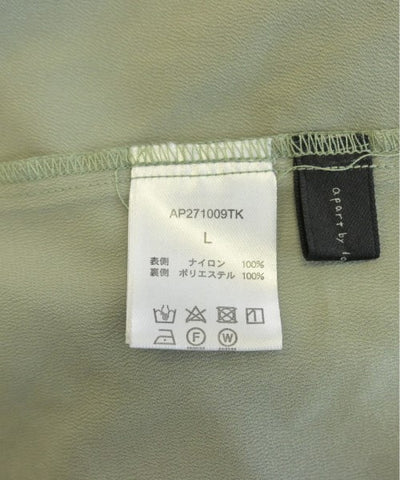 AP271009TK
L
表側 ナイロン 100%
裏側 ポリエステル 100%
F W
apart by